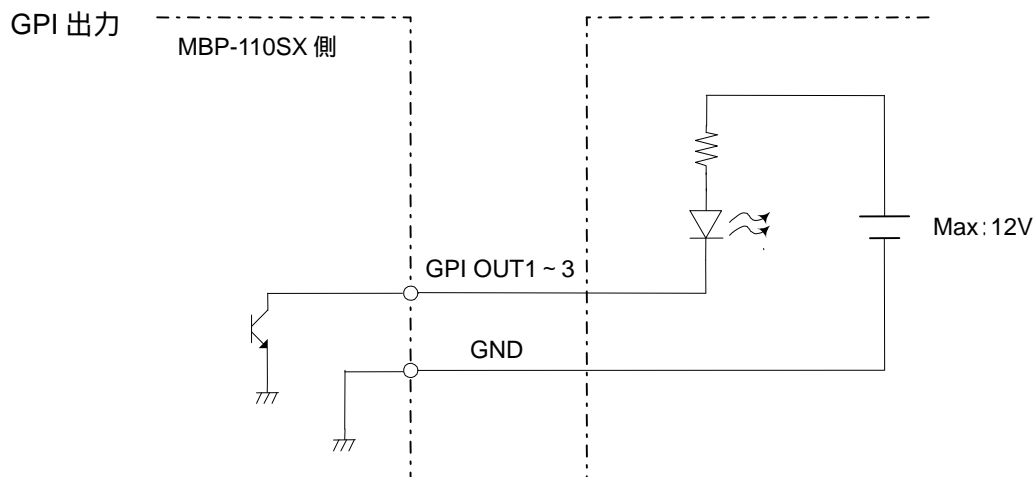 GPI 出力
MBP-110SX 側
Max:12V
GPI OUT1 ~ 3
GND